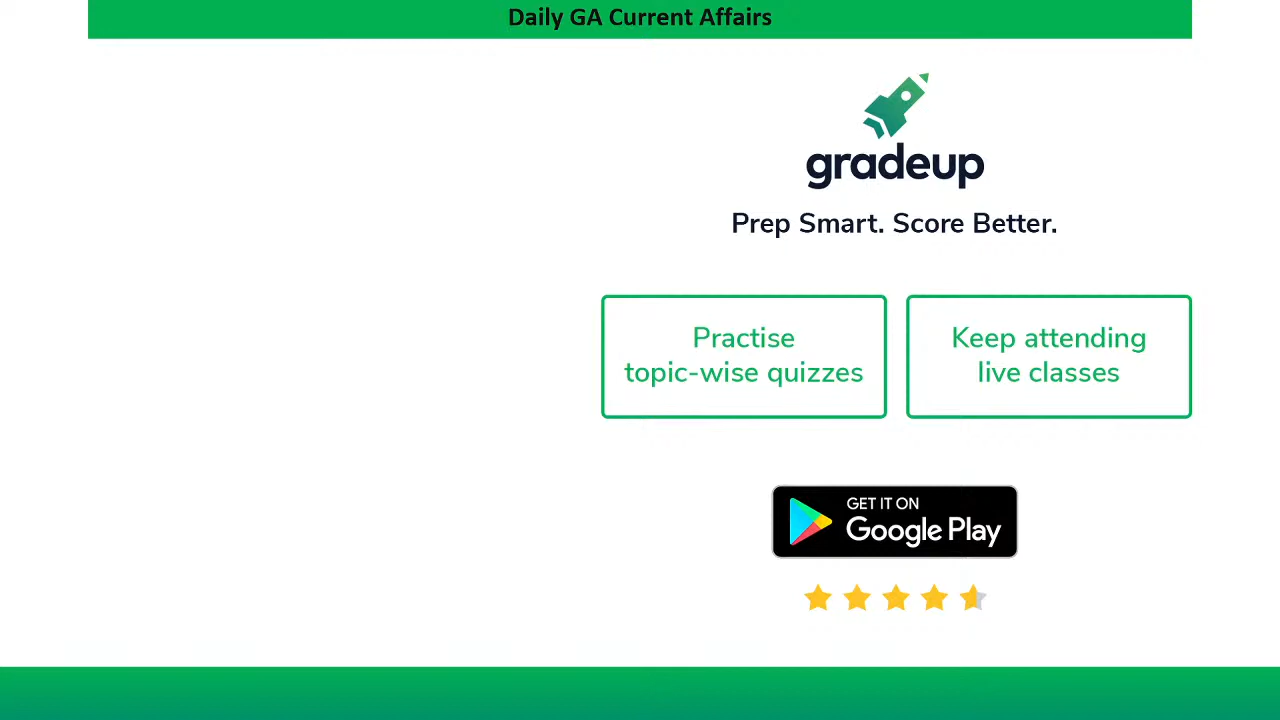 Daily GA Current Affairs
gradeup
Prep Smart. Score Better.
Practise
topic-wise quizzes
Keep attending
live classes
GET IT ON
Google Play